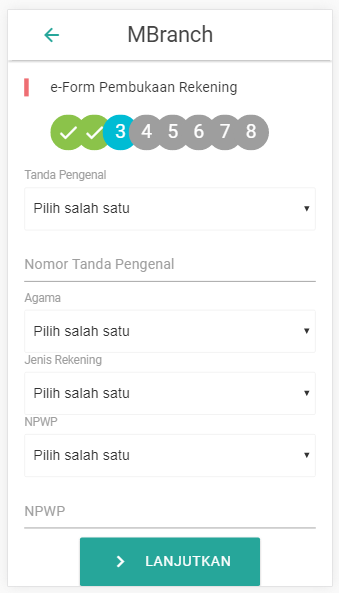 MBranch
e-Form Pembukaan Rekening
3 4 5 6 7 8
Tanda Pengenal
Pilih salah satu
Nomor Tanda Pengenal
Agama
Pilih salah satu
Jenis Rekening
Pilih salah satu
NPWP
Pilih salah satu
NPWP
LANJUTKAN